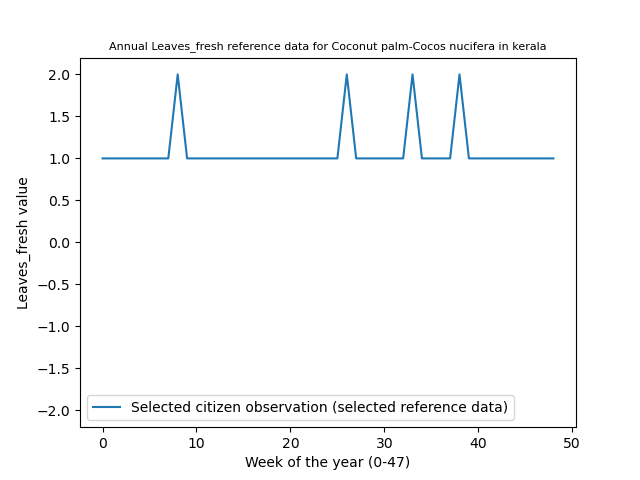 Annual Leaves_fresh reference data for Coconut palm-Cocos nucifera in kerala
Leaves_fresh value
2.0
1.5
1.0
0.5
0.0
−0.5
−1.0
−1.5
−2.0
Selected citizen observation (selected reference data)
0 10 20 30 40 50
Week of the year (0-47)